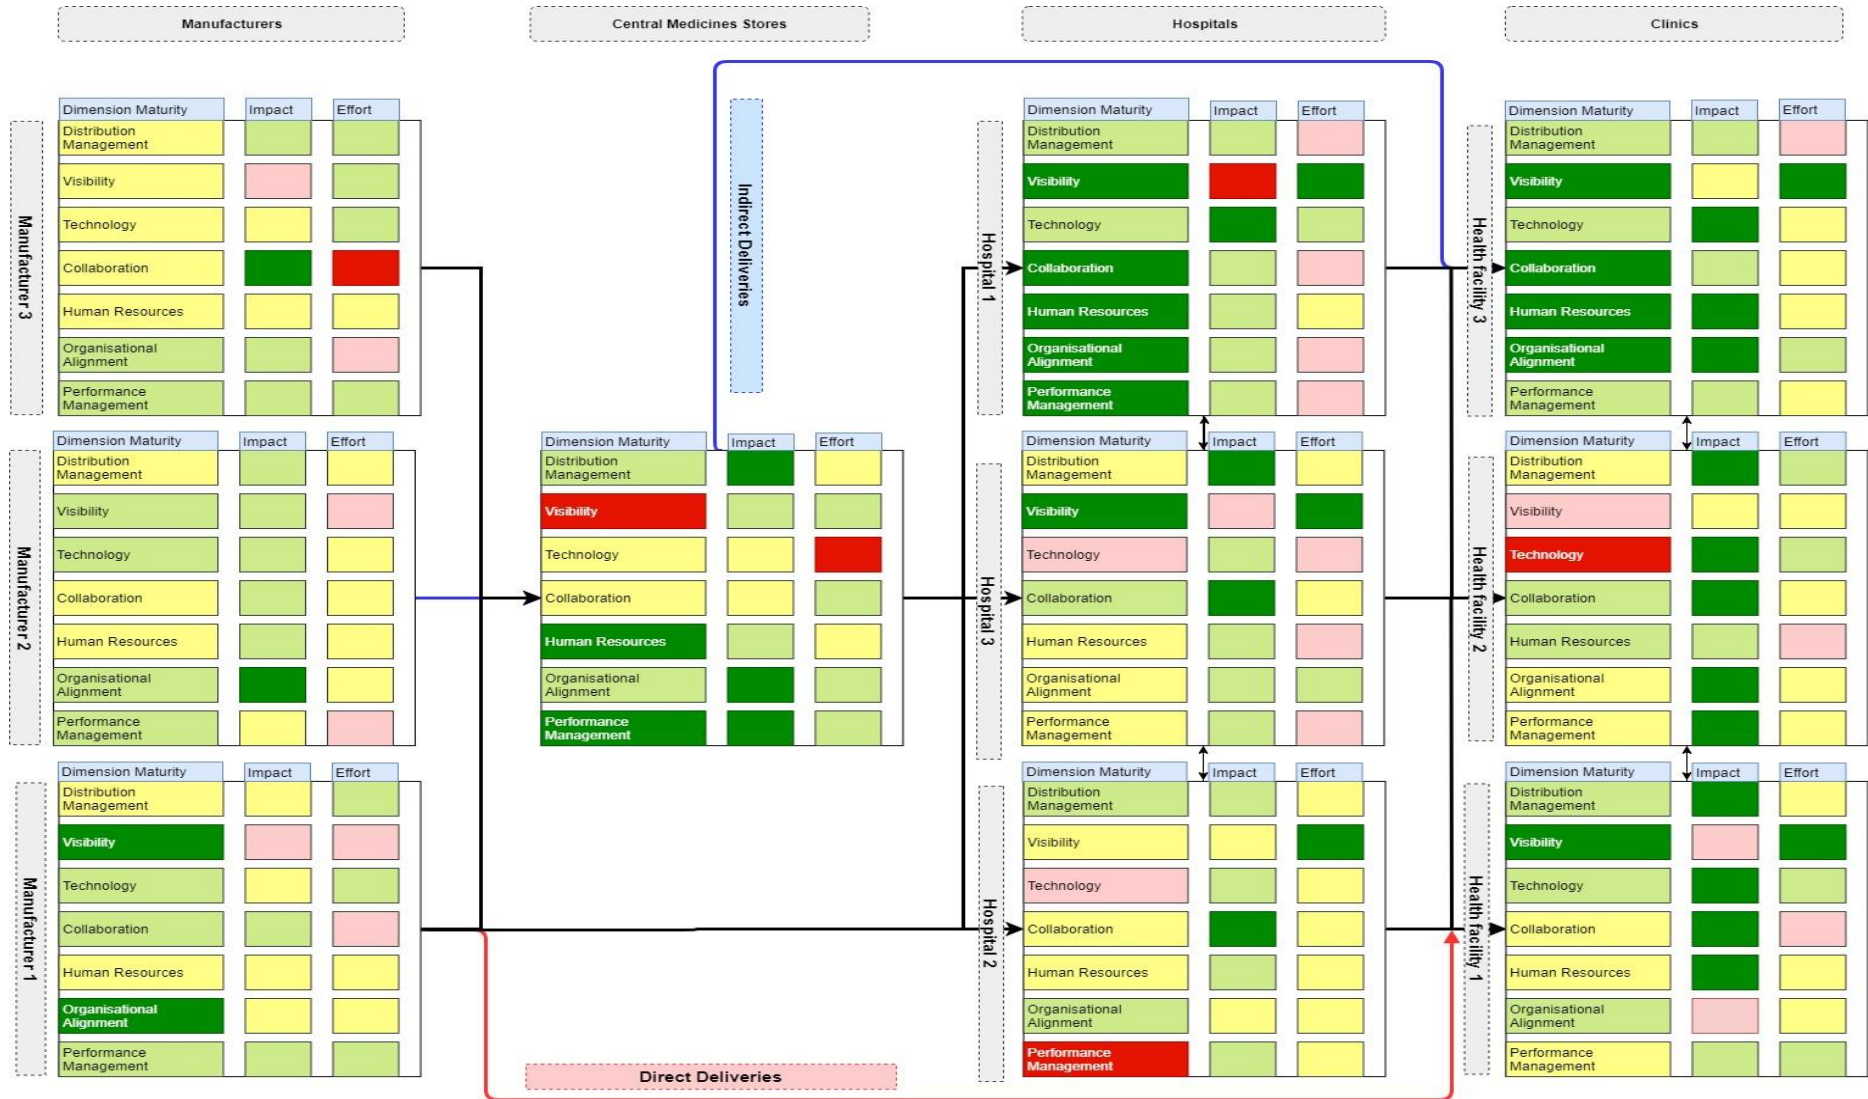 Manufacturers
Central Medicines Stores
Hospitals
Clinics
Manufacturer 3
Dimension Maturity
Impact
Effort
Distribution
Management
Visibility
Technology
Collaboration
Human Resources
Organisational
Alignment
Performance
Management
Indirect Deliveries
Hospital 1
Dimension Maturity
Impact
Effort
Distribution
Management
Visibility
Technology
Collaboration
Human Resources
Organisational
Alignment
Performance
Management
Health facility 3
Dimension Maturity
Impact
Effort
Distribution
Management
Visibility
Technology
Collaboration
Human Resources
Organisational
Alignment
Performance
Management
Manufacturer 2
Dimension Maturity
Impact
Effort
Distribution
Management
Visibility
Technology
Collaboration
Human Resources
Organisational
Alignment
Performance
Management
Dimension Maturity
Impact
Effort
Distribution
Management
Visibility
Technology
Collaboration
Human Resources
Organisational
Alignment
Performance
Management
Hospital 3
Dimension Maturity
Impact
Effort
Distribution
Management
Visibility
Technology
Collaboration
Human Resources
Organisational
Alignment
Performance
Management
Health facility 2
Dimension Maturity
Impact
Effort
Distribution
Management
Visibility
Technology
Collaboration
Human Resources
Organisational
Alignment
Performance
Management
Manufacturer 1
Dimension Maturity
Impact
Effort
Distribution
Management
Visibility
Technology
Collaboration
Human Resources
Organisational
Alignment
Performance
Management
Direct Deliveries
Hospital 2
Dimension Maturity
Impact
Effort
Distribution
Management
Visibility
Technology
Collaboration
Human Resources
Organisational
Alignment
Performance
Management
Health facility 1
Dimension Maturity
Impact
Effort
Distribution
Management
Visibility
Technology
Collaboration
Human Resources
Organisational
Alignment
Performance
Management